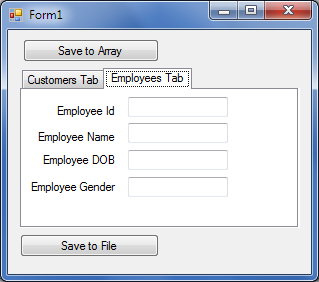 Form1
Save to Array
Customers Tab Employees Tab
Employee Id
Employee Name
Employee DOB
Employee Gender
Save to File